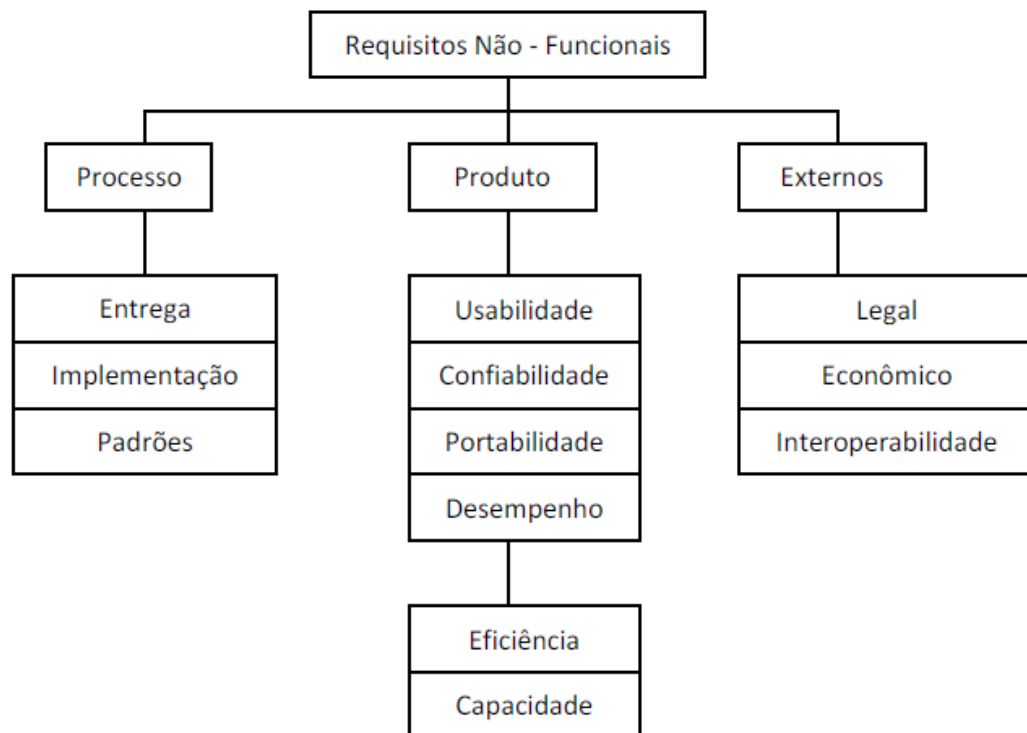 Requisitos Não - Funcionais
Processo
Produto
Externos
Entrega
Implementação
Padrões
Usabilidade
Confiabilidade
Portabilidade
Desempenho
Legal
Econômico
Interoperabilidade
Eficiência
Capacidade